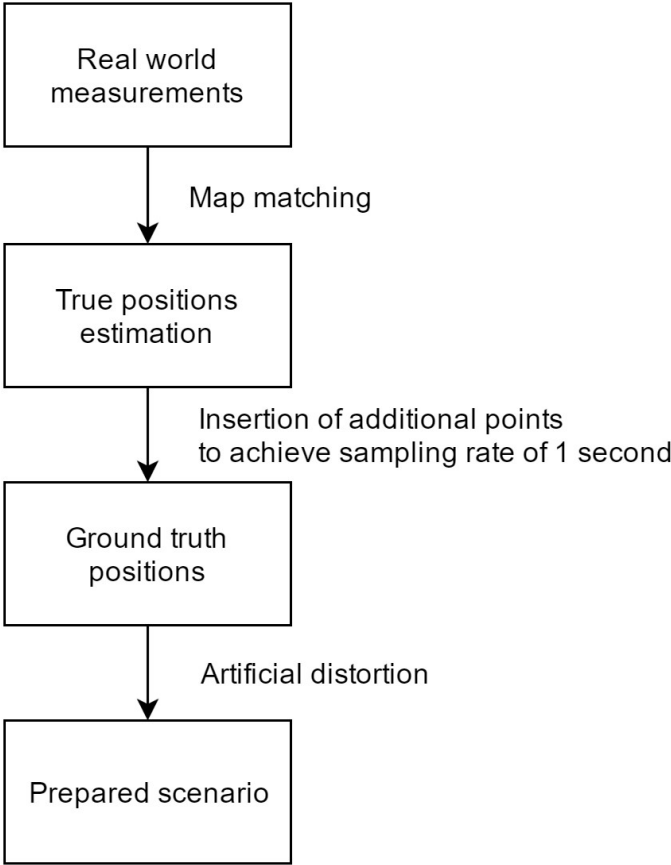 Real world
measurements
Map matching
True positions
estimation
Insertion of additional points
to achieve sampling rate of 1 second
Ground truth
positions
Artificial distortion
Prepared scenario